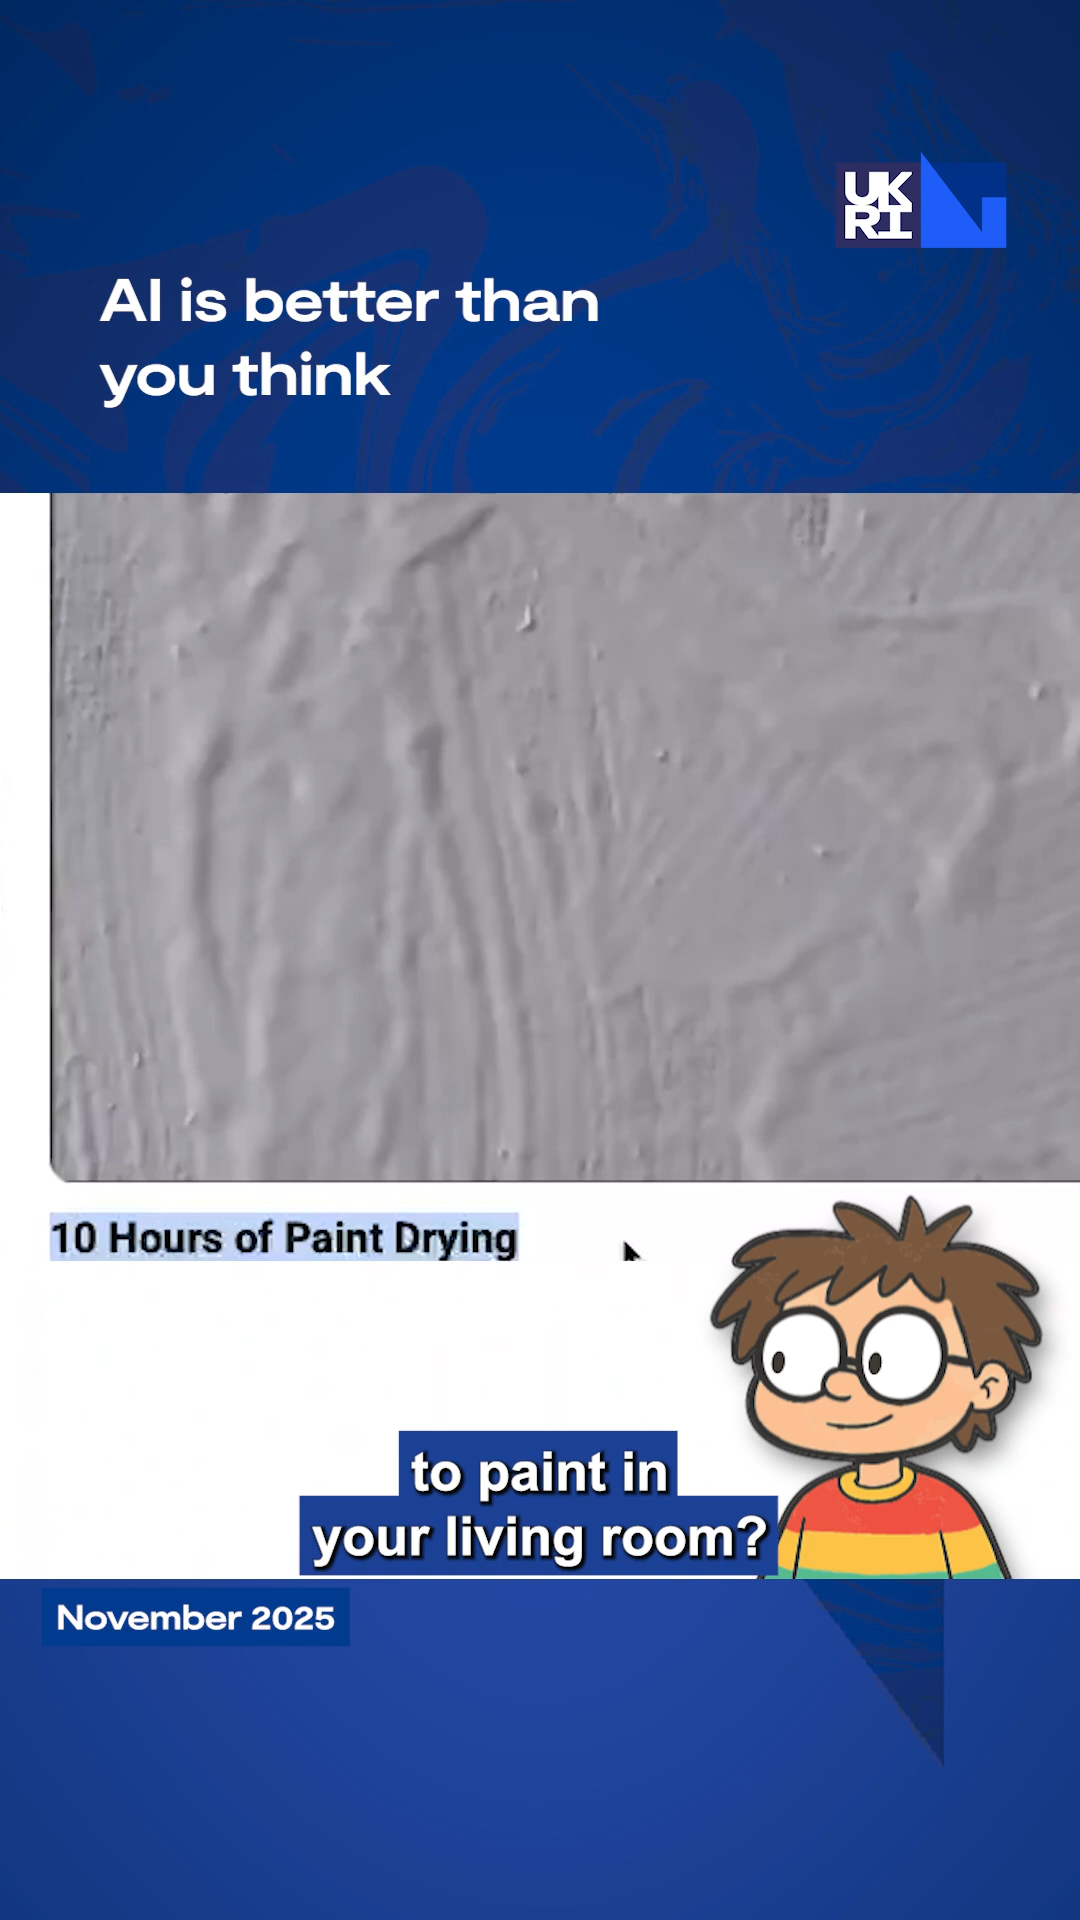 UK
RI
AI is better than
you think
10 Hours of Paint Drying
to paint in
your living room?
November 2025